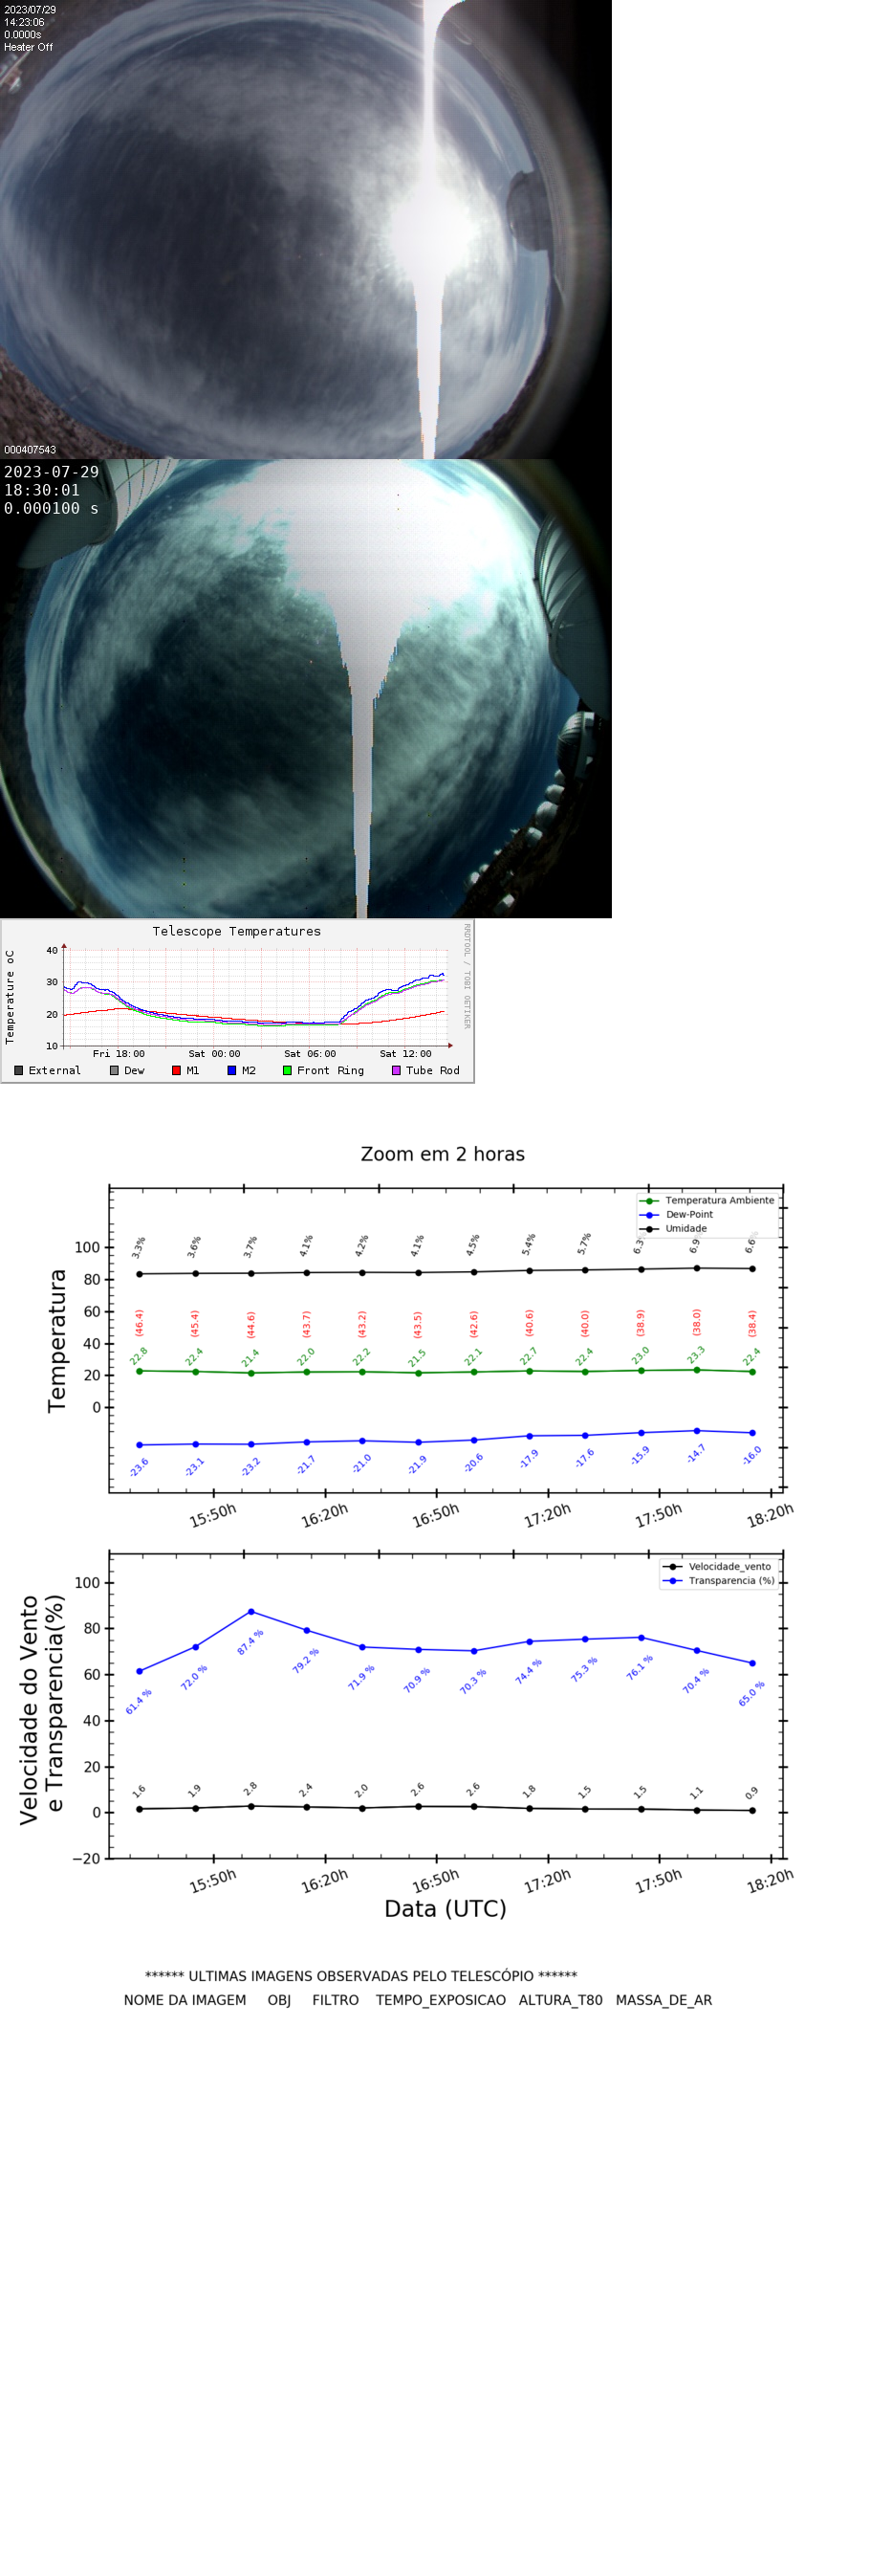 2023/07/29
14:23:06
0.0000s
Heater Off
000407543
2023-07-29
18:30:01
0.000100 s
Telescope Temperatures
RRDTOOL / TOBI OETIKER
Temperature oC
40
30
20
10
Fri 18:00 Sat 00:00 Sat 06:00 Sat 12:00
External Dew M1 M2 Front Ring Tube Rod
Zoom em 2 horas
Temperatura Ambiente
Dew-Point
Umidade
Temperatura
100
80
60
40
20
0
3.3% 3.6% 3.7% 4.1% 4.2% 4.1% 4.5% 5.4% 5.7% 6.3 6.9 6.6
(46.4) (45.4) (44.6) (43.7) (43.2) (43.5) (42.6) (40.6) (40.0) (38.9) (38.0) (38.4)
22.8 22.4 21.4 22.0 22.2 21.5 22.1 22.7 22.4 23.0 23.3 22.4
-23.6 -23.1 -23.2 -21.7 -21.0 -21.9 -20.6 -17.9 -17.6 -15.9 -14.7 -16.0
15:50h 16:20h 16:50h 17:20h 17:50h 18:20h
Velocidade_vento
Transparencia (%)
Velocidade do Vento
e Transparencia(%)
100
80
60
40
20
0
−20
61.4 % 72.0 % 87.4 % 79.2 % 71.9 % 70.9 % 70.3 % 74.4 % 75.3 % 76.1 % 70.4 % 65.0 %
1.6 1.9 2.8 2.4 2.0 2.6 2.6 1.8 1.5 1.5 1.1 0.9
15:50h 16:20h 16:50h 17:20h 17:50h 18:20h
Data (UTC)
****** ULTIMAS IMAGENS OBSERVADAS PELO TELESCÓPIO ******
NOME DA IMAGEM OBJ FILTRO TEMPO_EXPOSICAO ALTURA_T80 MASSA_DE_AR